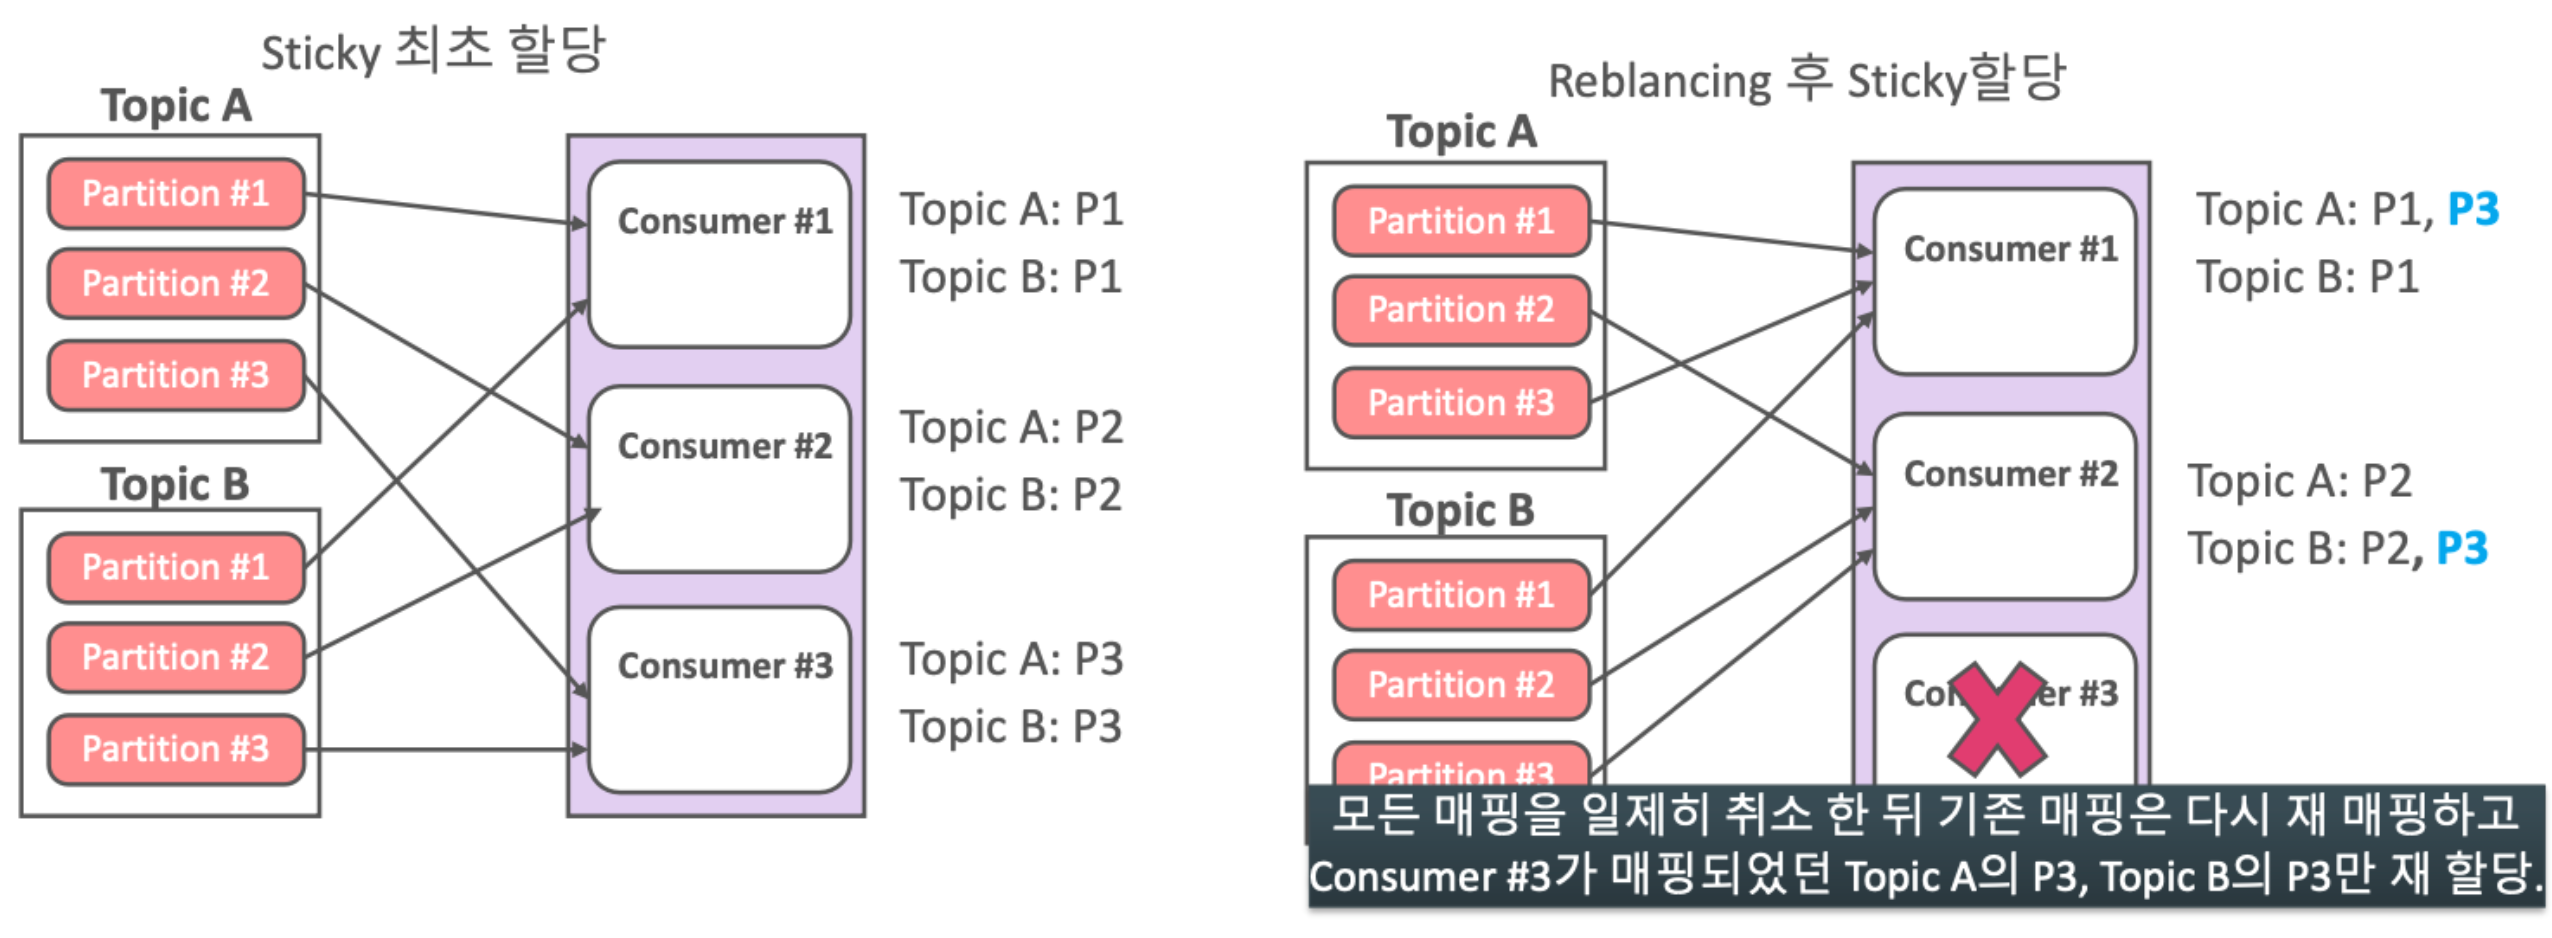 Sticky 최초 할당
Topic A
Partition #1
Partition #2
Partition #3
Topic B
Partition #1
Partition #2
Partition #3
Consumer #1
Consumer #2
Consumer #3
Topic A: P1
Topic B: P1
Topic A: P2
Topic B: P2
Topic A: P3
Topic B: P3
Reblancing 후 Sticky할당
Topic A
Partition #1
Partition #2
Partition #3
Topic B
Partition #1
Partition #2
Partition #3
Consumer #1
Consumer #2
Con er #3
Topic A: P1, P3
Topic B: P1
Topic A: P2
Topic B: P2, P3
모든 매핑을 일제히 취소 한 뒤 기존 매핑은 다시 재 매핑하고
Consumer #3가 매핑되었던 Topic A의 P3, Topic B의 P3만 재 할당.